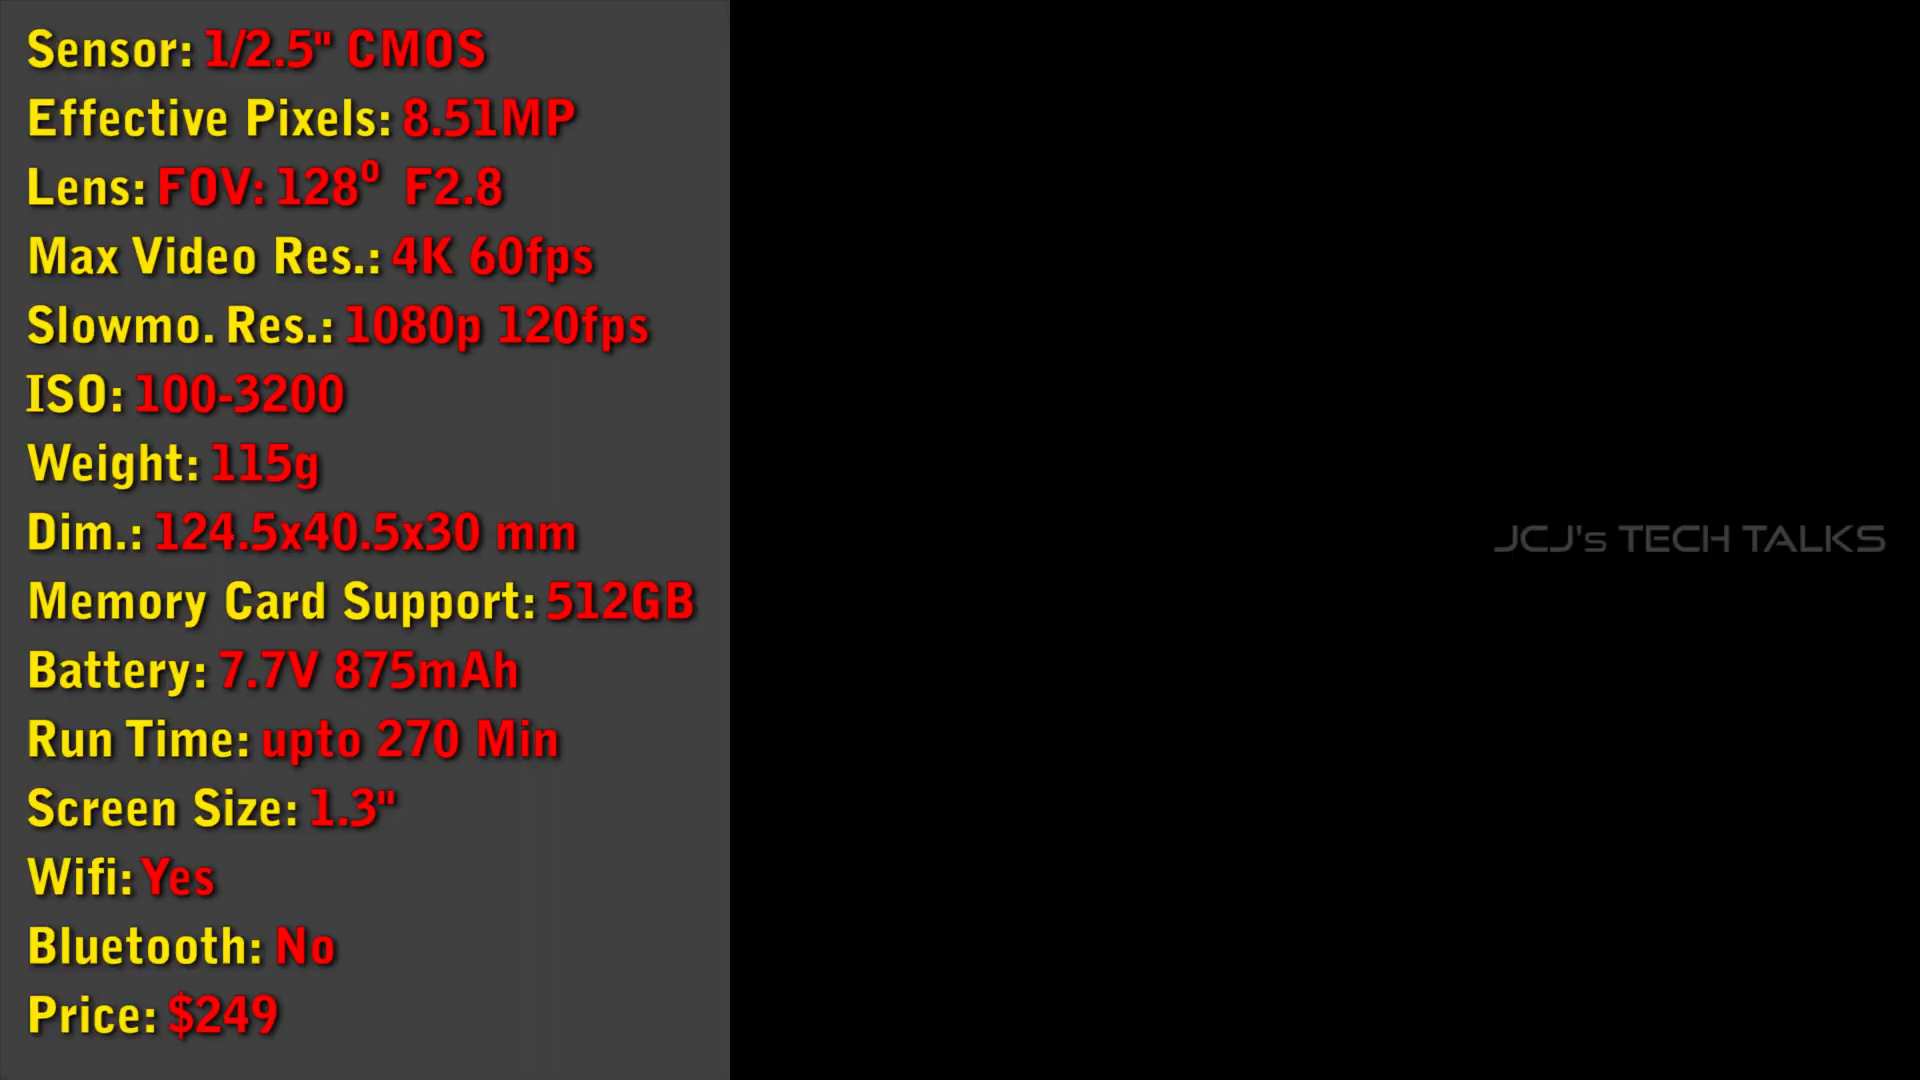 Sensor: 1/2.5" CMOS
Effective Pixels: 8.51MP
Lens: FOV: 128⁰ F2.8
Max Video Res.: 4K 60fps
Slowmo. Res.: 1080p 120fps
ISO: 100-3200
Weight: 115g
Dim.: 124.5x40.5x30 mm
Memory Card Support: 512GB
Battery: 7.7V 875mAh
Run Time: upto 270 Min
Screen Size: 1.3"
Wifi: Yes
Bluetooth: No
Price: $249
JCJ's TECH TALKS